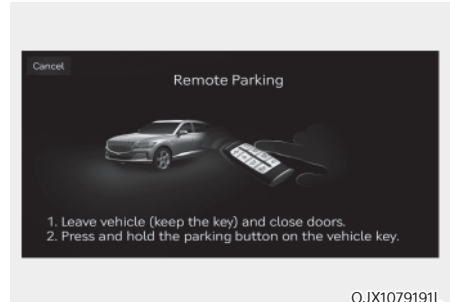 Cancel
Remote Parking
1. Leave vehicle (keep the key) and close doors.
2. Press and hold the parking button on the vehicle key.
OJX1079191L